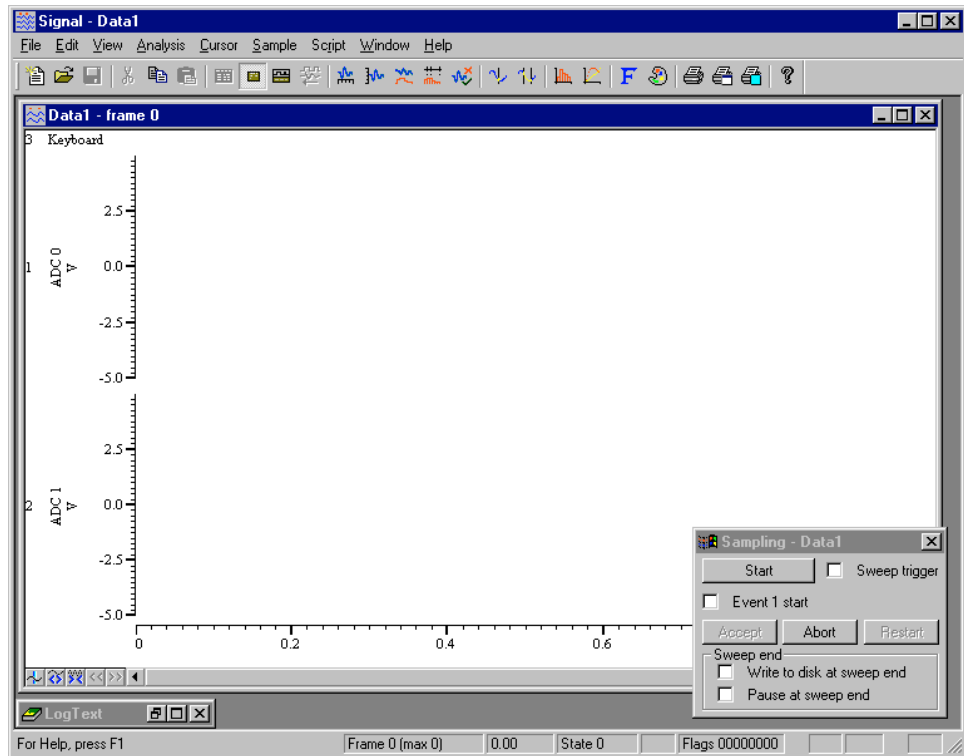 Signal - Data1
File Edit View Analysis Cursor Sample Script Window Help
Data1 - frame 0
3 Keyboard
2.5
1 ADC 0 V 0.0
-2.5
-5.0
2.5
2 ADC 1 V 0.0
-2.5
-5.0
0 0.2 0.4 0.6
Sampling - Data1
Start Sweep trigger
Event 1 start
Accept Abort Restart
Sweep end
Write to disk at sweep end
Pause at sweep end
LogText
For Help, press F1 Frame 0 (max 0) 0.00 State 0 Flags 00000000